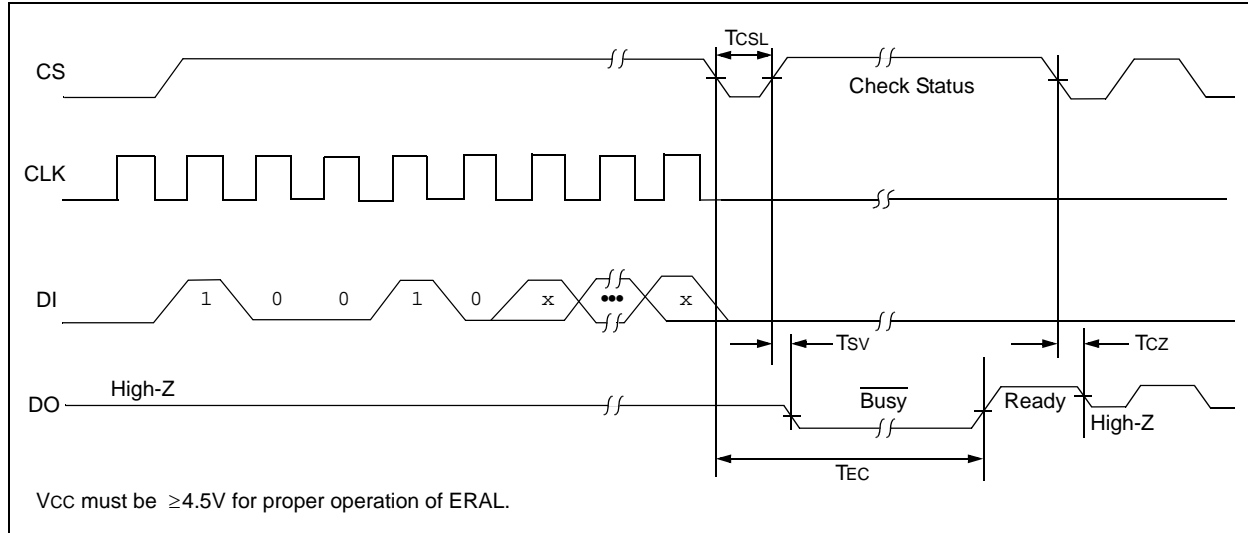 TCSL
CS
Check Status
CLK
DI 1 0 0 1 0 x ••• x
TSV
TCZ
High-Z
DO
Busy
Ready
High-Z
TEC
VCC must be ≥4.5V for proper operation of ERAL.